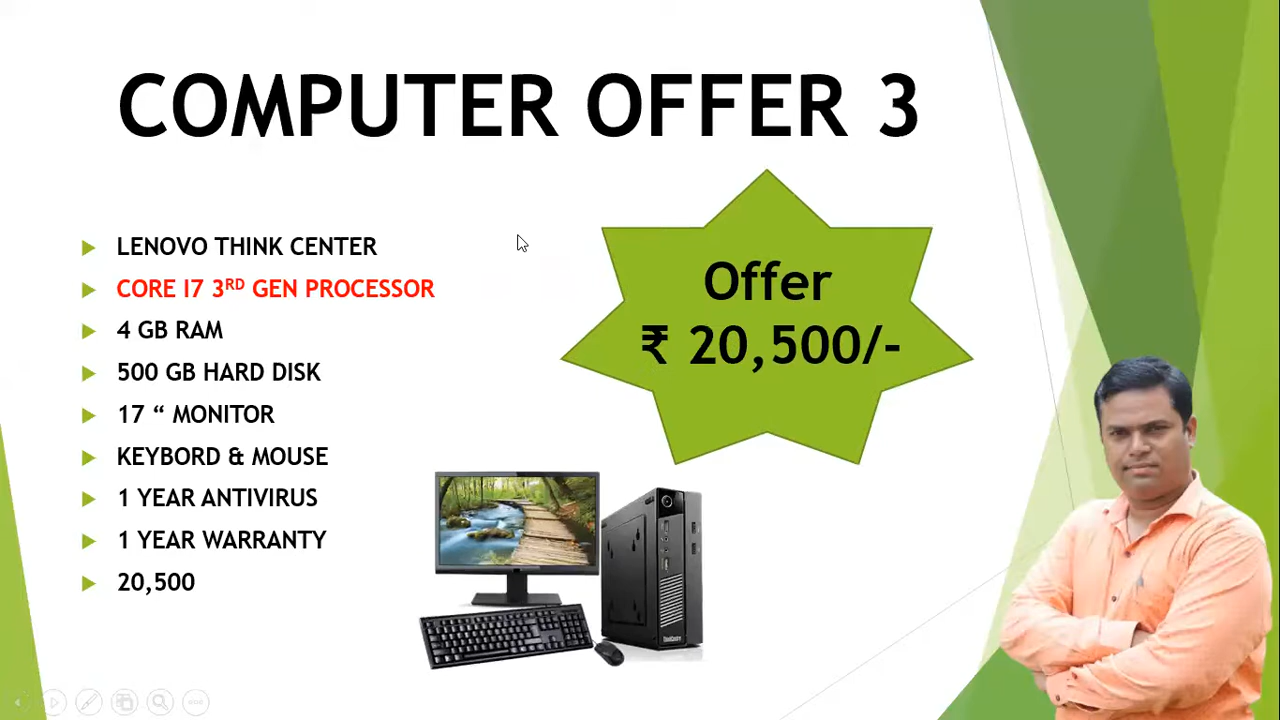 COMPUTER OFFER 3
LENOVO THINK CENTER
CORE I7 3RD GEN PROCESSOR
4 GB RAM
500 GB HARD DISK
17 “ MONITOR
KEYBORD & MOUSE
1 YEAR ANTIVIRUS
1 YEAR WARRANTY
20,500
Offer
₹ 20,500/-